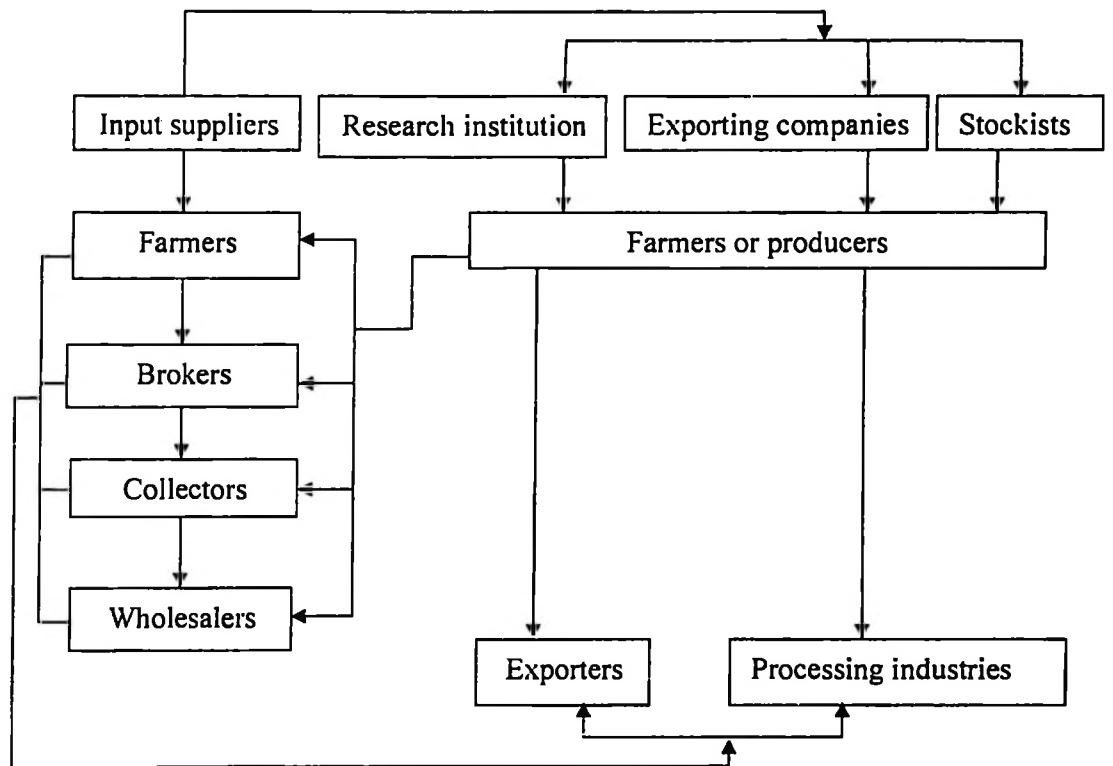 Input suppliers
Research institution
Exporting companies
Stockists
Farmers
Farmers or producers
Brokers
Collectors
Wholesalers
Exporters
Processing industries